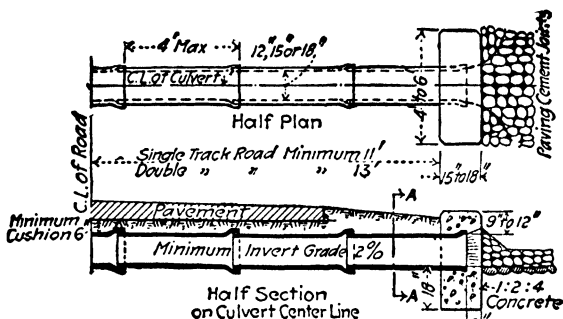 4' Max
12," 15" or 18,"
C.L. of Culvert
Half Plan
4' to 6'
Paving Cement Joints
C.L. of Road
Single Track Road Minimum 11'
Double " " " 13'
15" to 18"
A
Pavement
Minimum
Cushion 6"
9" to 12"
Minimum Invert Grade 2%
18"
A
1:2:4
Concrete
Half Section
on Culvert Center Line